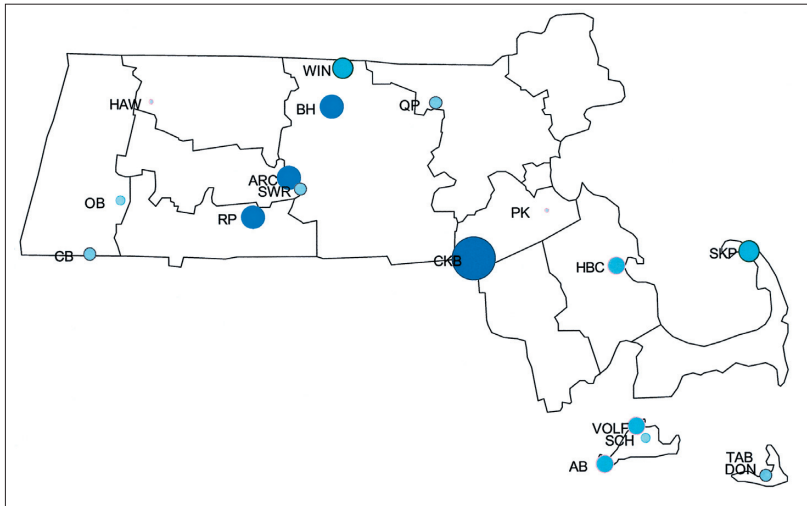 WIN
HAW
BH
QP
ARC
SWR
OB
RP
PK
CB
CKB
HBC
SKP
VOLF
SCH
AB
TAB
DON